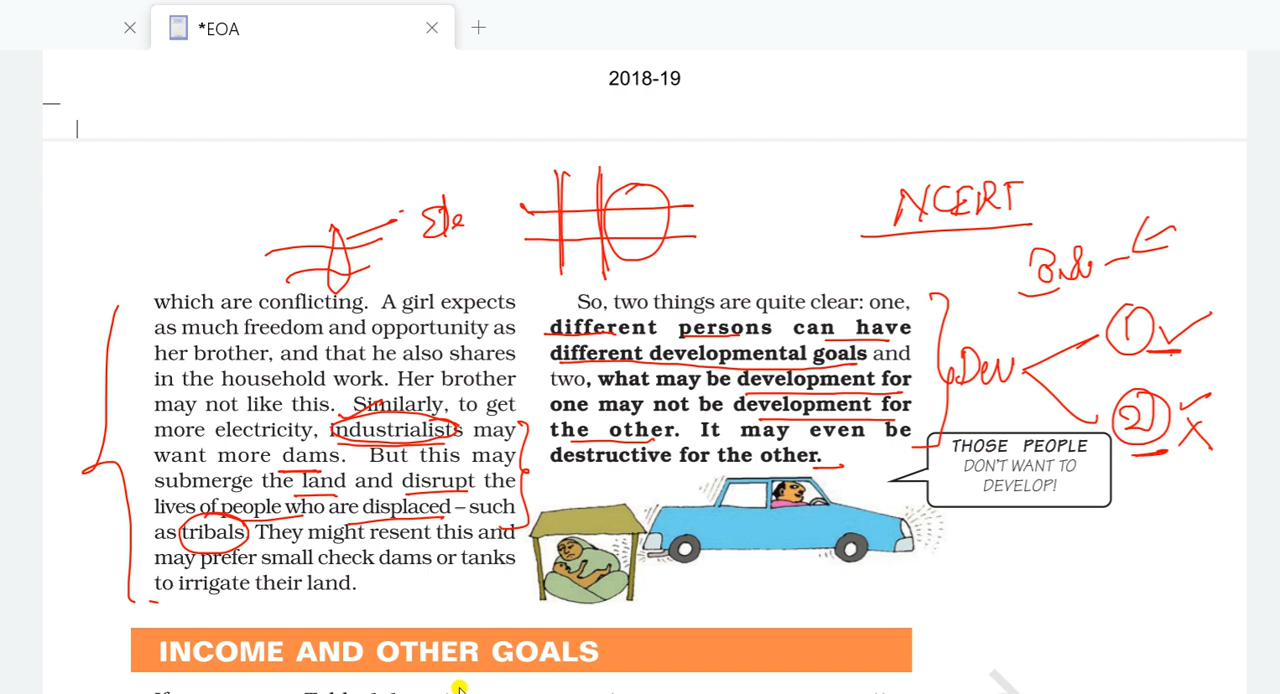 *EOA
2018-19
NCERT
which are conflicting. A girl expects
as much freedom and opportunity as
her brother, and that he also shares
in the household work. Her brother
may not like this. Similarly, to get
more electricity, industrialists may
want more dams. But this may
submerge the land and disrupt the
lives of people who are displaced – such
as tribals. They might resent this and
may prefer small check dams or tanks
to irrigate their land.
So, two things are quite clear: one,
different persons can have
different developmental goals and
two, what may be development for
one may not be development for
the other. It may even be
destructive for the other.
Dev
1
2
THOSE PEOPLE
DON'T WANT TO
DEVELOP!
INCOME AND OTHER GOALS